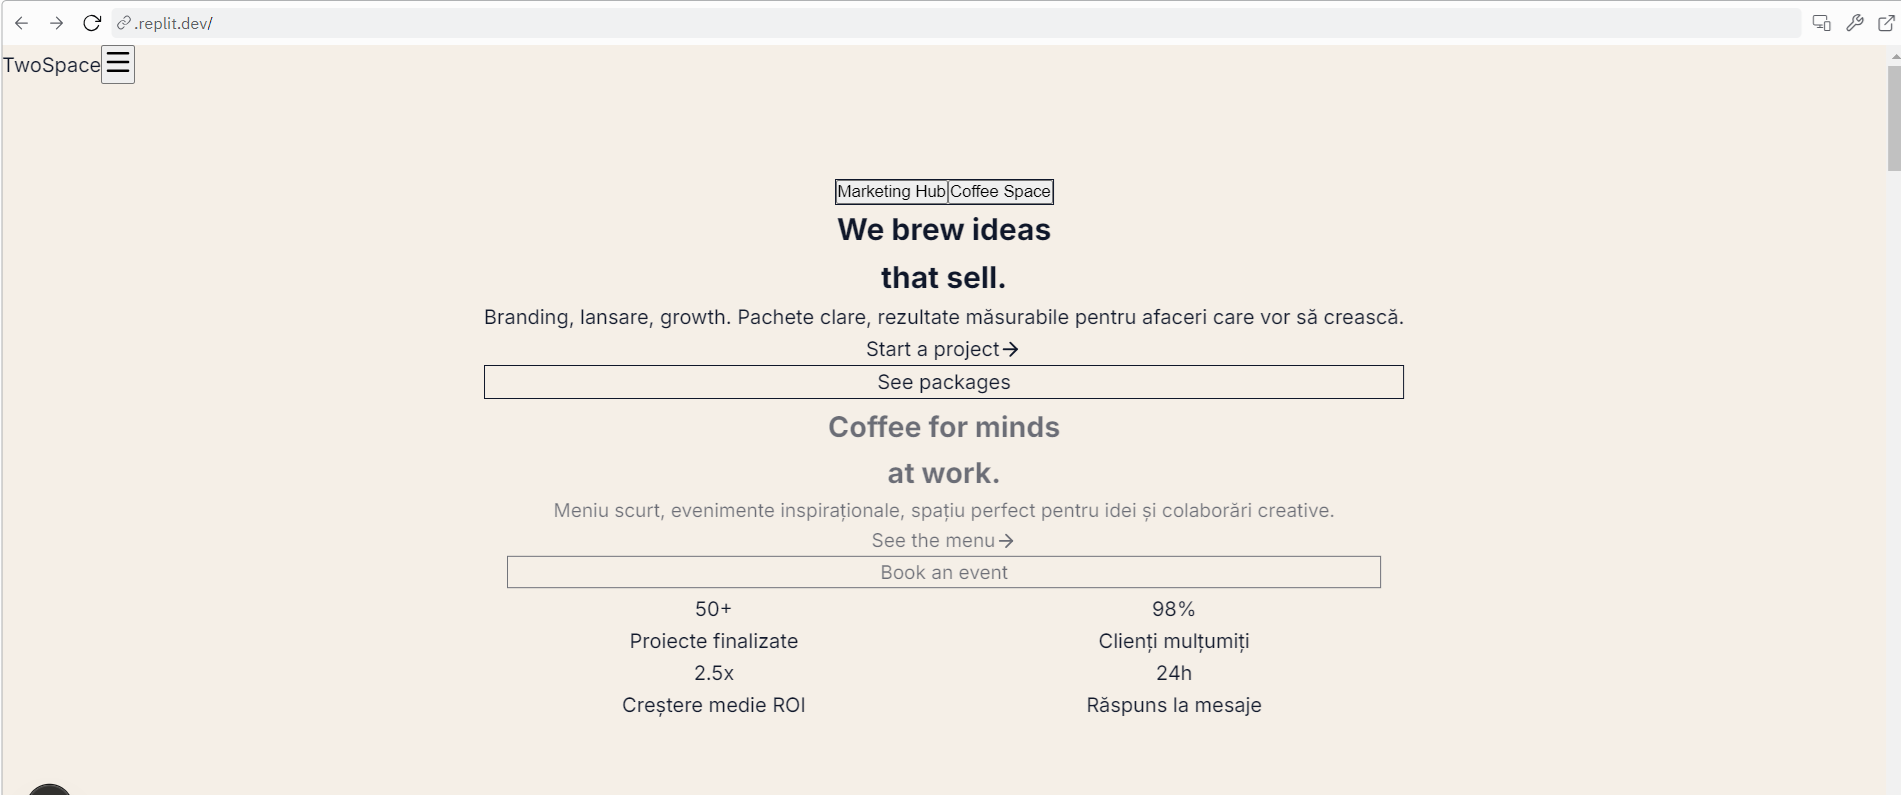 .replit.dev/
TwoSpace
Marketing Hub Coffee Space
We brew ideas
that sell.
Branding, lansare, growth. Pachete clare, rezultate măsurabile pentru afaceri care vor să crească.
Start a project→
See packages
Coffee for minds
at work.
Meniu scurt, evenimente inspiraționale, spațiu perfect pentru idei și colaborări creative.
See the menu→
Book an event
50+
Proiecte finalizate
98%
Clienți mulțumiți
2.5x
Creștere medie ROI
24h
Răspuns la mesaje